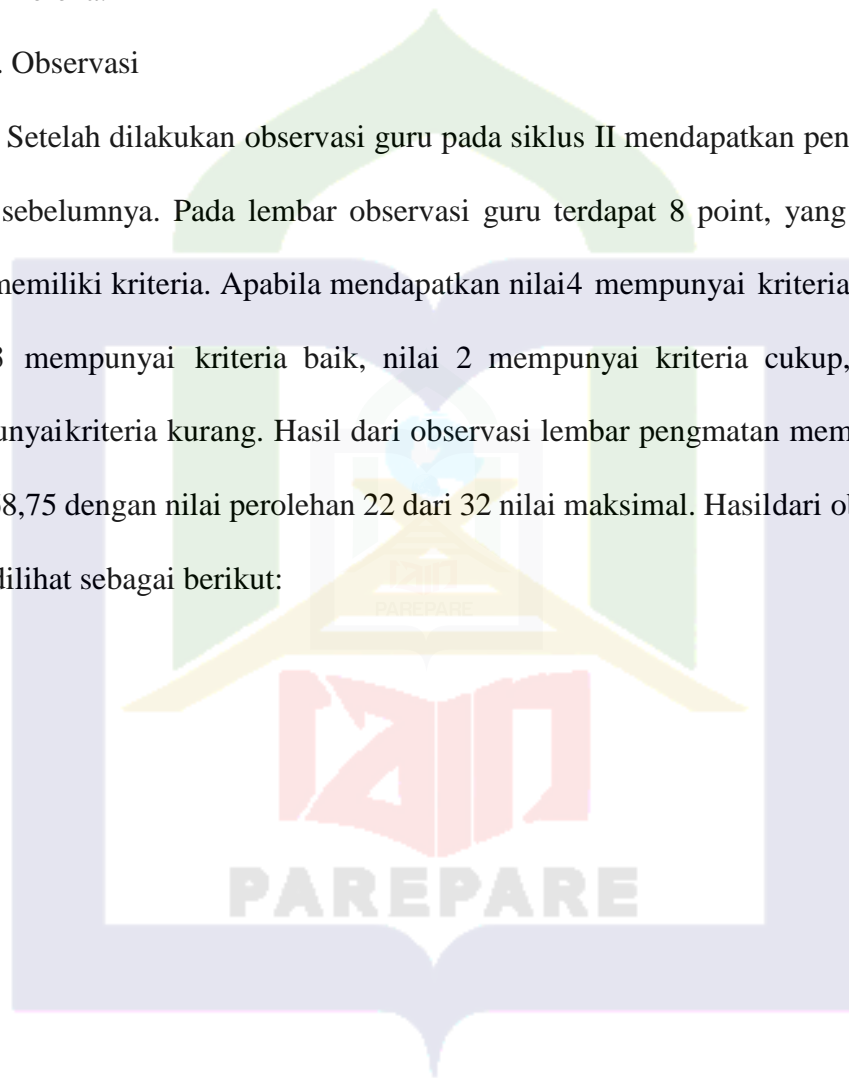 . Observasi
Setelah dilakukan observasi guru pada siklus II mendapatkan pen
sebelumnya. Pada lembar observasi guru terdapat 8 point, yang
memiliki kriteria. Apabila mendapatkan nilai4 mempunyai kriteria
3 mempunyai kriteria baik, nilai 2 mempunyai kriteria cukup,
unyaikriteria kurang. Hasil dari observasi lembar pengmatan mem
68,75 dengan nilai perolehan 22 dari 32 nilai maksimal. Hasildari ob
dilihat sebagai berikut:
iain
PAREPARE
iain
PAREPARE